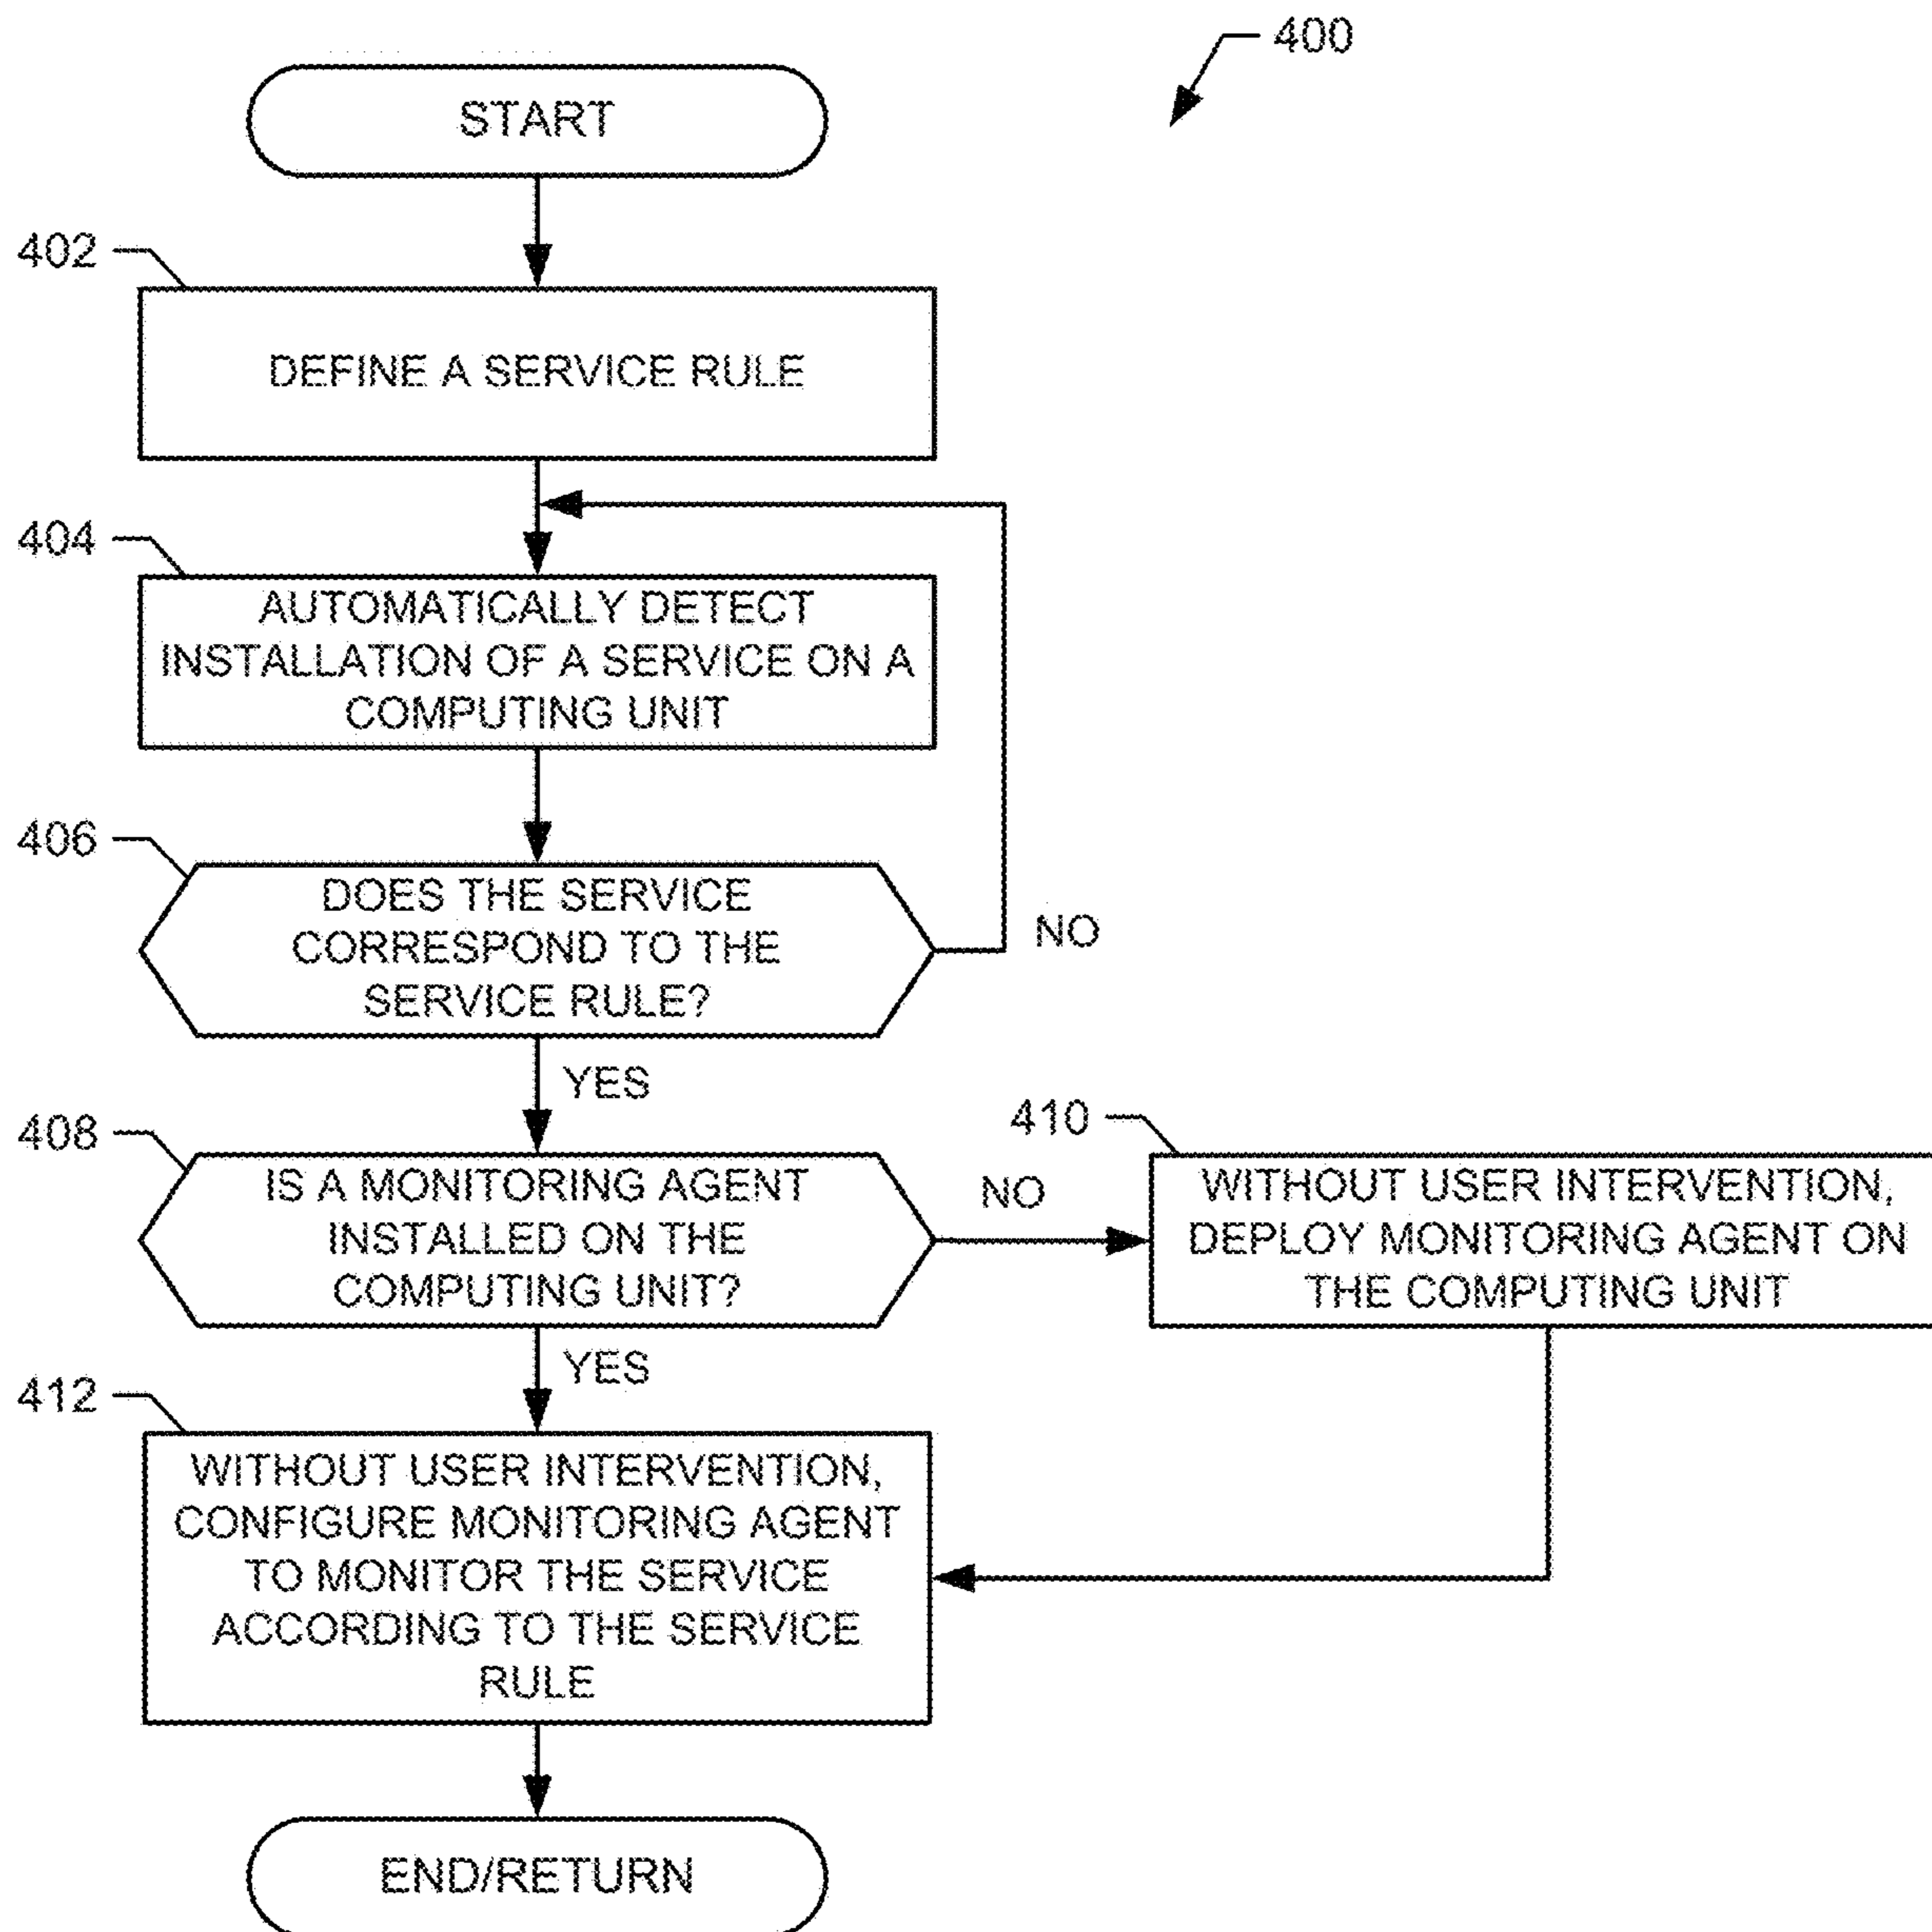 400
START
402
DEFINE A SERVICE RULE
404
AUTOMATICALLY DETECT
INSTALLATION OF A SERVICE ON A
COMPUTING UNIT
406
DOES THE SERVICE
CORRESPOND TO THE
SERVICE RULE?
NO
YES
408
IS A MONITORING AGENT
INSTALLED ON THE
COMPUTING UNIT?
NO
410
WITHOUT USER INTERVENTION,
DEPLOY MONITORING AGENT ON
THE COMPUTING UNIT
YES
412
WITHOUT USER INTERVENTION,
CONFIGURE MONITORING AGENT
TO MONITOR THE SERVICE
ACCORDING TO THE SERVICE
RULE
END/RETURN